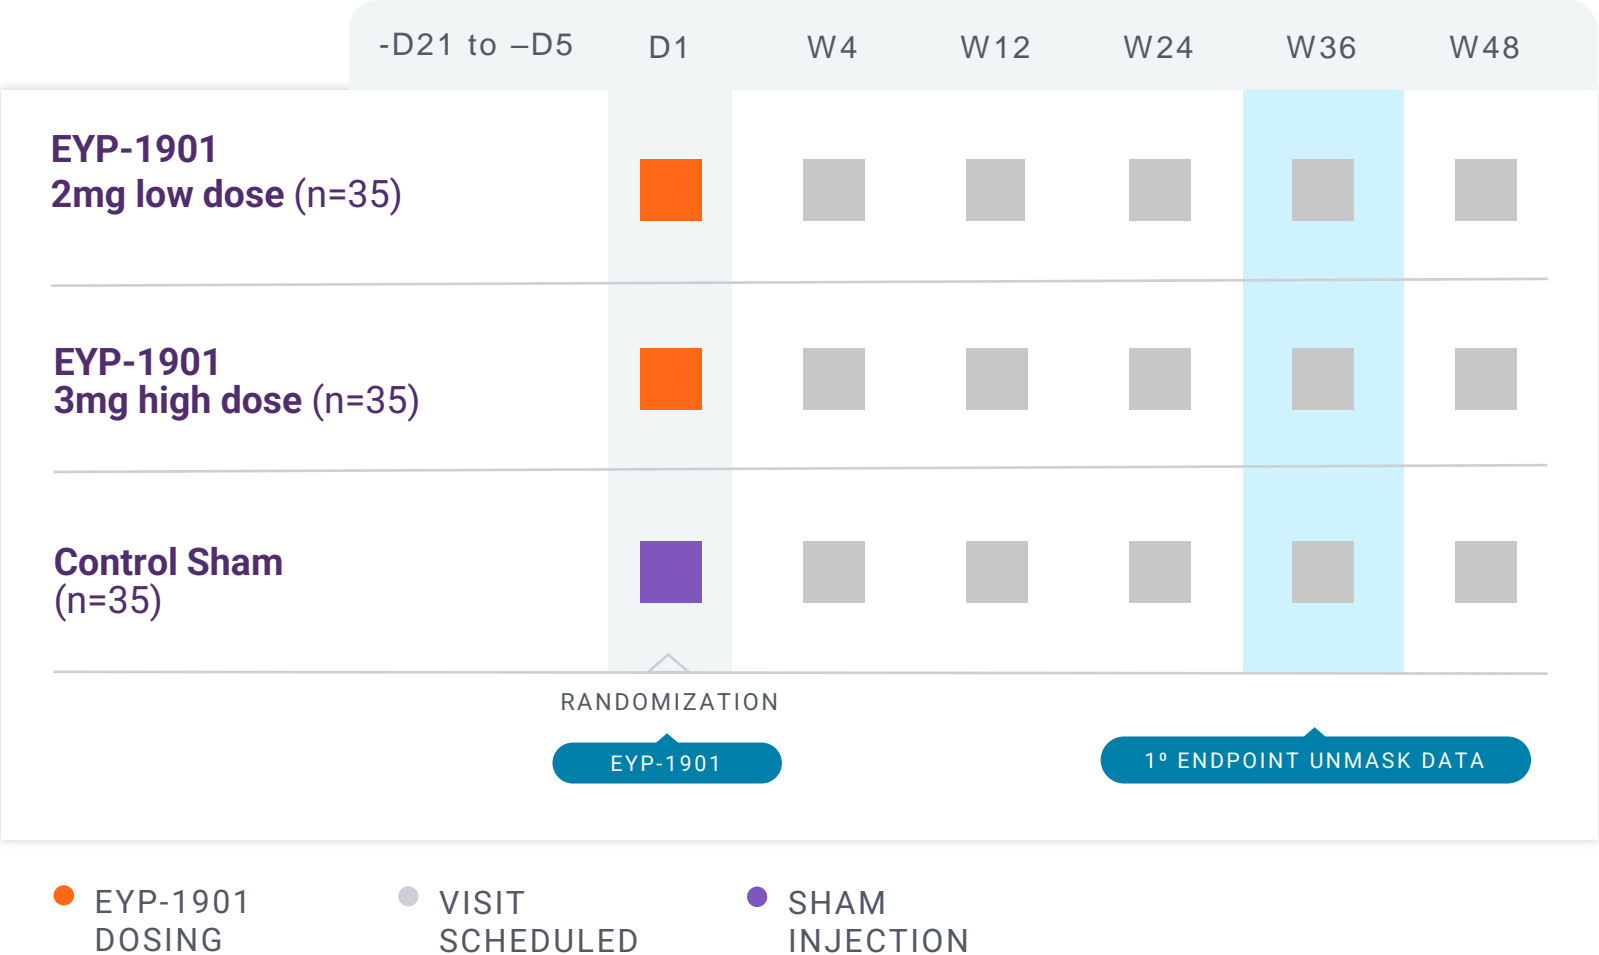 -D21 to –D5 D1 W4 W12 W24 W36 W48
EYP-1901
2mg low dose (n=35)
EYP-1901
3mg high dose (n=35)
Control Sham
(n=35)
RANDOMIZATION
EYP-1901
1º ENDPOINT UNMASK DATA
EYP-1901
DOSING
VISIT
SCHEDULED
SHAM
INJECTION